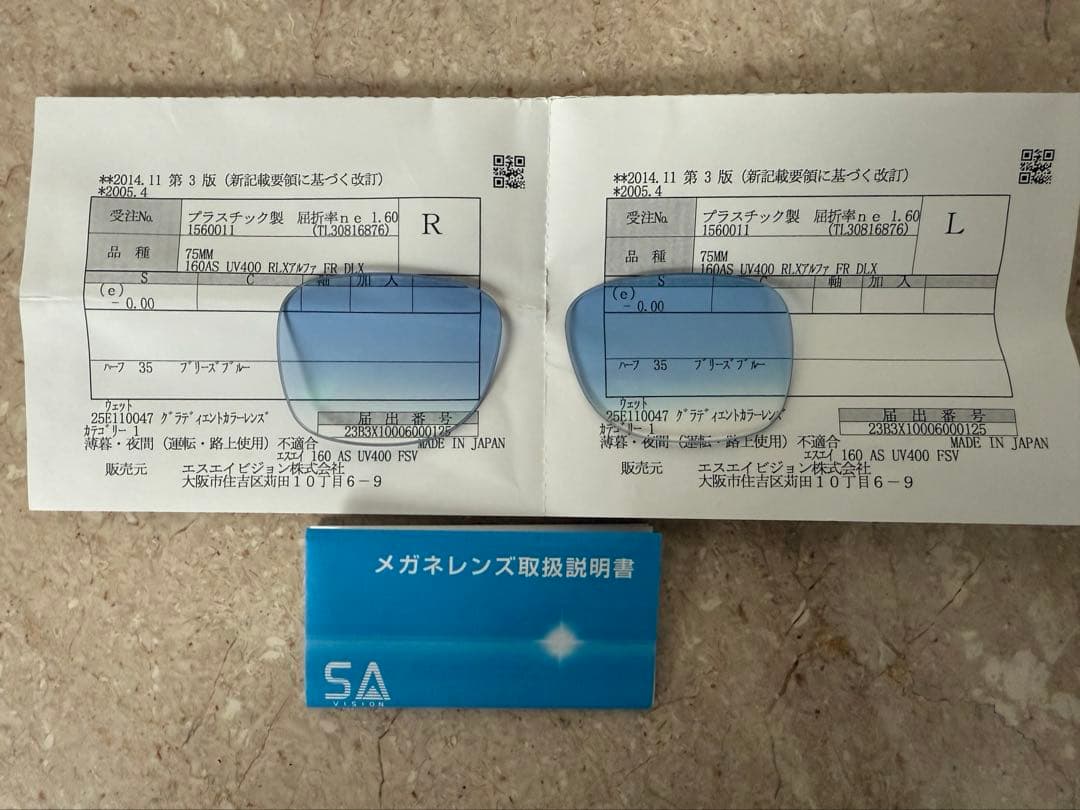 **2014.11 第3版 (新記載要領に基づく改訂)
*2005.4
受注No.
プラスチック製 屈折率ne 1.60
1560011 (TL30816876)
R
品 種
75MM
160AS UV400 RLXアルファ FR DLX
S C 軸 加入
(e)
- 0.00
ハーフ 35 ブリーズブルー
ウェット
25E110047 グラディエントカラーレンズ
カテゴリー 1
届出番号
23B3X10006000125
薄暮・夜間 (運転・路上使用) 不適合
MADE IN JAPAN
エスエイ 160 AS UV400 FSV
販売元 エスエイビジョン株式会社
大阪市住吉区苅田10丁目6-9
**2014.11 第3版 (新記載要領に基づく改訂)
*2005.4
受注No.
プラスチック製 屈折率ne 1.60
1560011 (TL30816876)
L
品 種
75MM
160AS UV400 RLXアルファ FR DLX
S 軸 加入
(e)
- 0.00
ハーフ 35 ブリーズブルー
ウェット
25E110047 グラディエントカラーレンズ
カテゴリー 1
届出番号
23B3X10006000125
薄暮・夜間 (運転・路上使用) 不適合
MADE IN JAPAN
エスエイ 160 AS UV400 FSV
販売元 エスエイビジョン株式会社
大阪市住吉区苅田10丁目6-9
メガネレンズ取扱説明書
SA
VISION